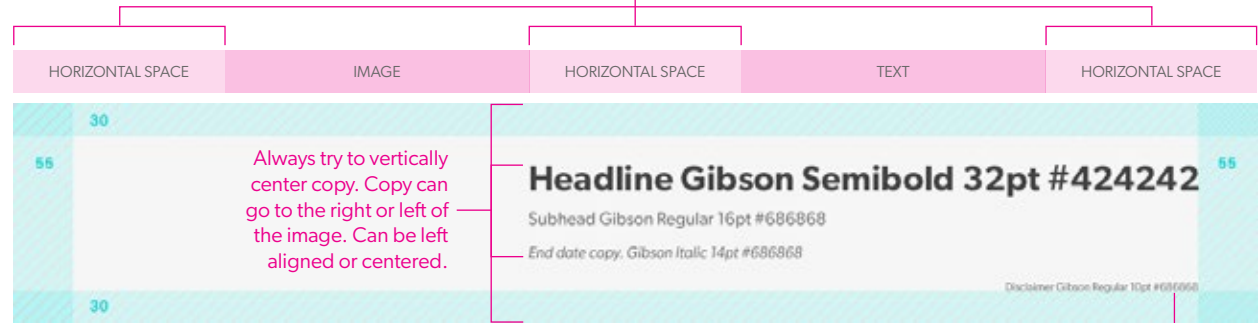 HORIZONTAL SPACE IMAGE HORIZONTAL SPACE TEXT HORIZONTAL SPACE
30
55
55
Always try to vertically
center copy. Copy can
go to the right or left of
the image. Can be left
aligned or centered.
Headline Gibson Semibold 32pt #424242
Subhead Gibson Regular 16pt #686868
End date copy. Gibson Italic 14pt #686868
Disclaimer Gibson Regular 10pt #686868
30